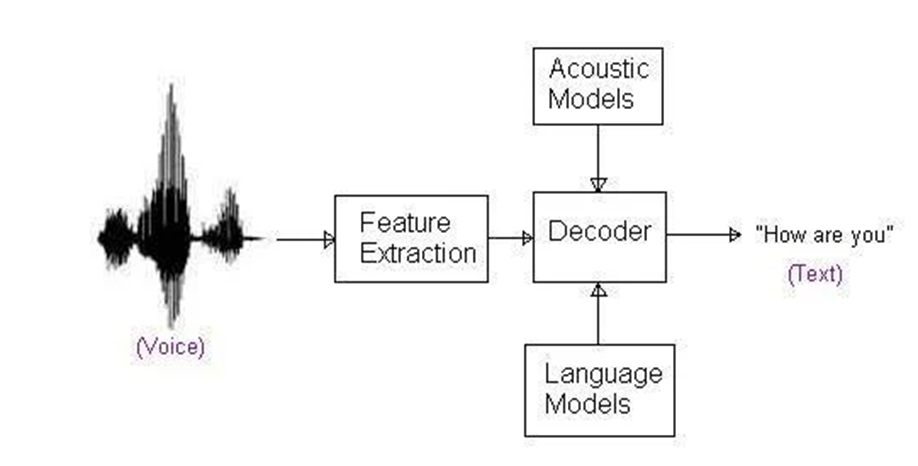 Acoustic
Models
Feature
Extraction
Decoder
"How are you"
(Text)
(Voice)
Language
Models